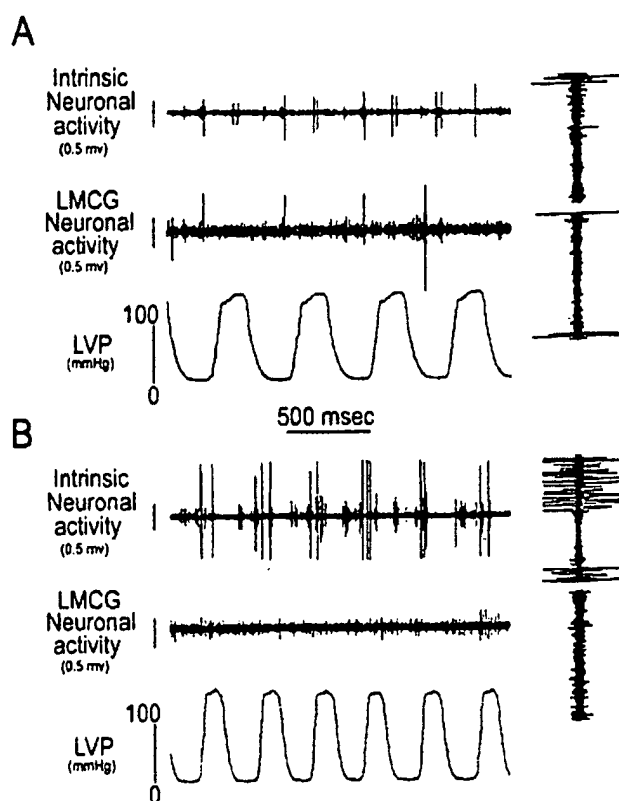 A
Intrinsic
Neuronal
activity
(0.5 mv)
LMCG
Neuronal
activity
(0.5 mv)
100
LVP
(mmHg)
0
500 msec
B
Intrinsic
Neuronal
activity
(0.5 mv)
LMCG
Neuronal
activity
(0.5 mv)
100
LVP
(mmHg)
0